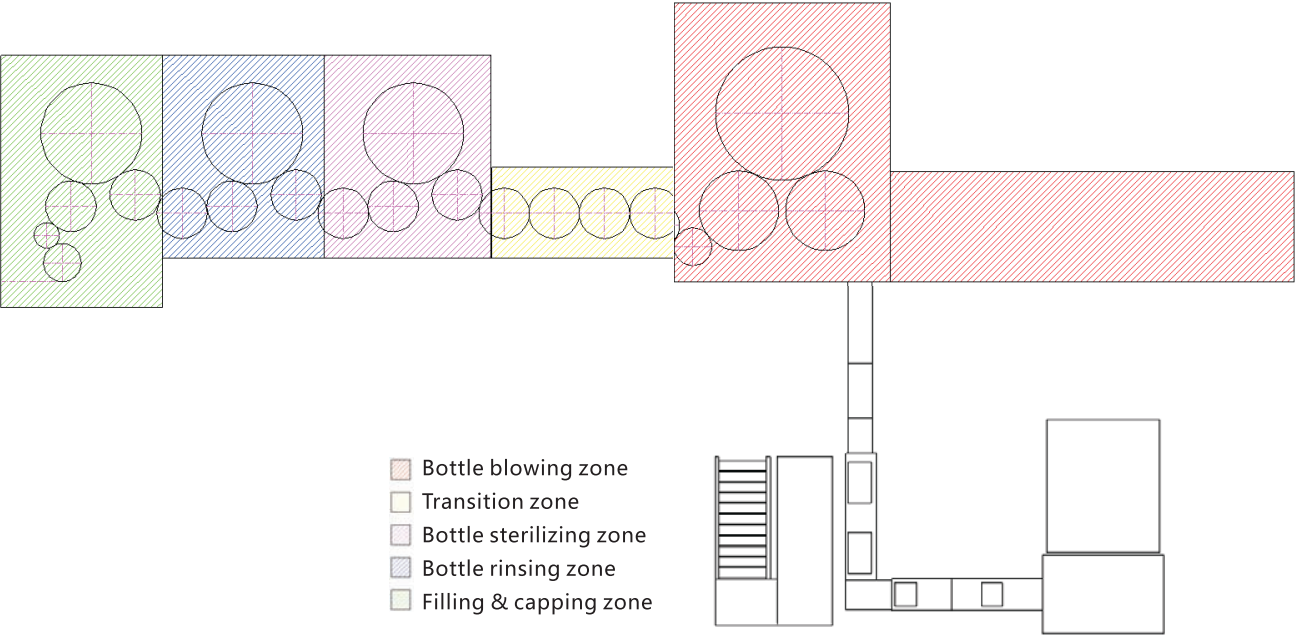 Bottle blowing zone
Transition zone
Bottle sterilizing zone
Bottle rinsing zone
Filling & capping zone